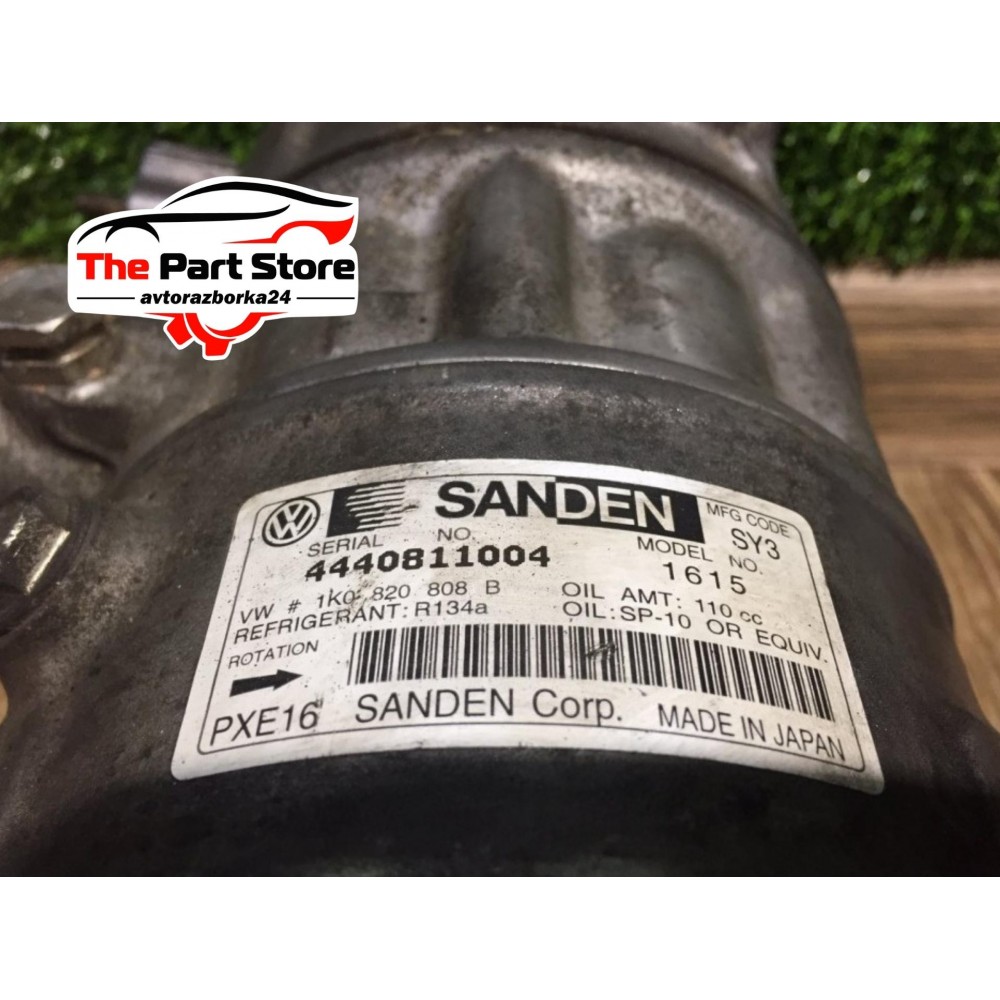 The Part Store
avtorazborka24
VW SANDEN
MFG CODE
SY3
SERIAL NO.
4440811004
MODEL NO.
1615
VW # 1K0 820 808 B
OIL AMT: 110 cc
REFRIGERANT: R134a
OIL: SP-10 OR EQUIV.
ROTATION
PXE16
SANDEN Corp.
MADE IN JAPAN